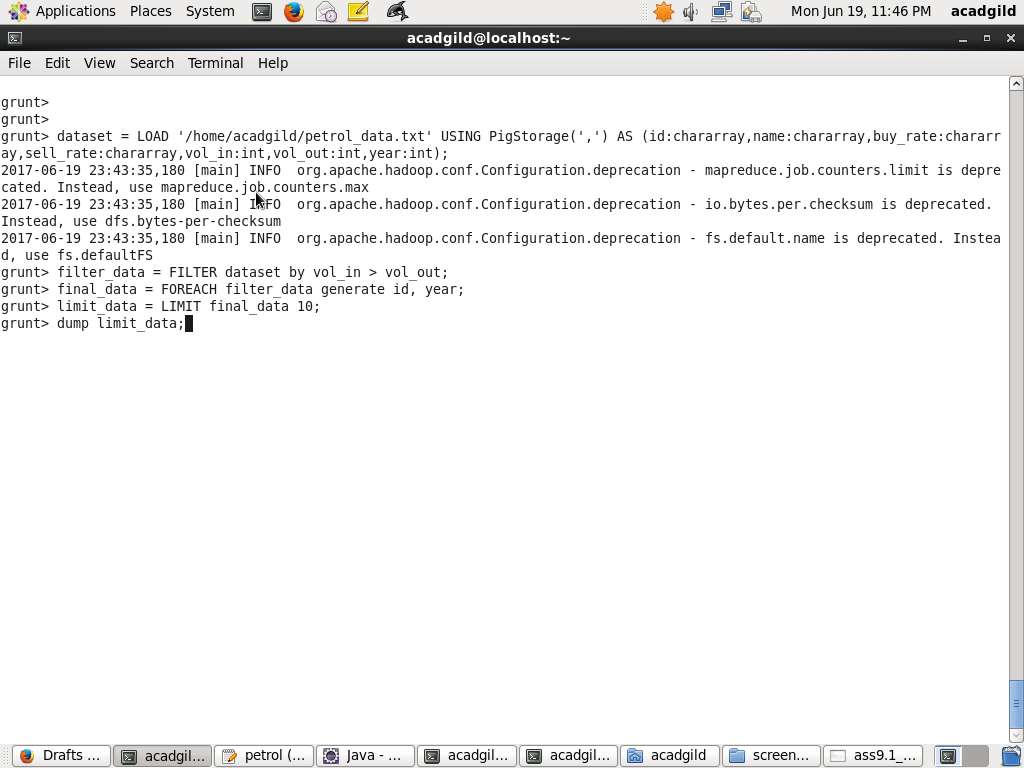 Applications Places System Mon Jun 19, 11:46 PM acadgild
acadgild@localhost:~
File Edit View Search Terminal Help
grunt>
grunt>
grunt> dataset = LOAD '/home/acadgild/petrol_data.txt' USING PigStorage(',') AS (id:chararray,name:chararray,buy_rate:charar
ay,sell_rate:chararray,vol_in:int,vol_out:int,year:int);
2017-06-19 23:43:35,180 [main] INFO  org.apache.hadoop.conf.Configuration.deprecation - mapreduce.job.counters.limit is depre
cated. Instead, use mapreduce.job.counters.max
2017-06-19 23:43:35,180 [main] INFO  org.apache.hadoop.conf.Configuration.deprecation - io.bytes.per.checksum is deprecated.
Instead, use dfs.bytes-per-checksum
2017-06-19 23:43:35,180 [main] INFO  org.apache.hadoop.conf.Configuration.deprecation - fs.default.name is deprecated. Instea
d, use fs.defaultFS
grunt> filter_data = FILTER dataset by vol_in > vol_out;
grunt> final_data = FOREACH filter_data generate id, year;
grunt> limit_data = LIMIT final_data 10;
grunt> dump limit_data;
Drafts ... acadgil... petrol (... Java - ... acadgil... acadgil... acadgild screen... ass9.1_...